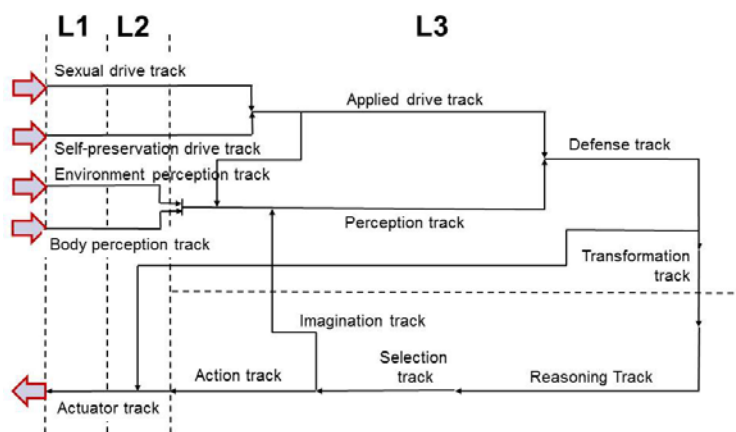 L1
L2
L3
Sexual drive track
Applied drive track
Self-preservation drive track
Defense track
Environment perception track
Perception track
Body perception track
Transformation
track
Imagination track
Selection
track
Action track
Reasoning Track
Actuator track